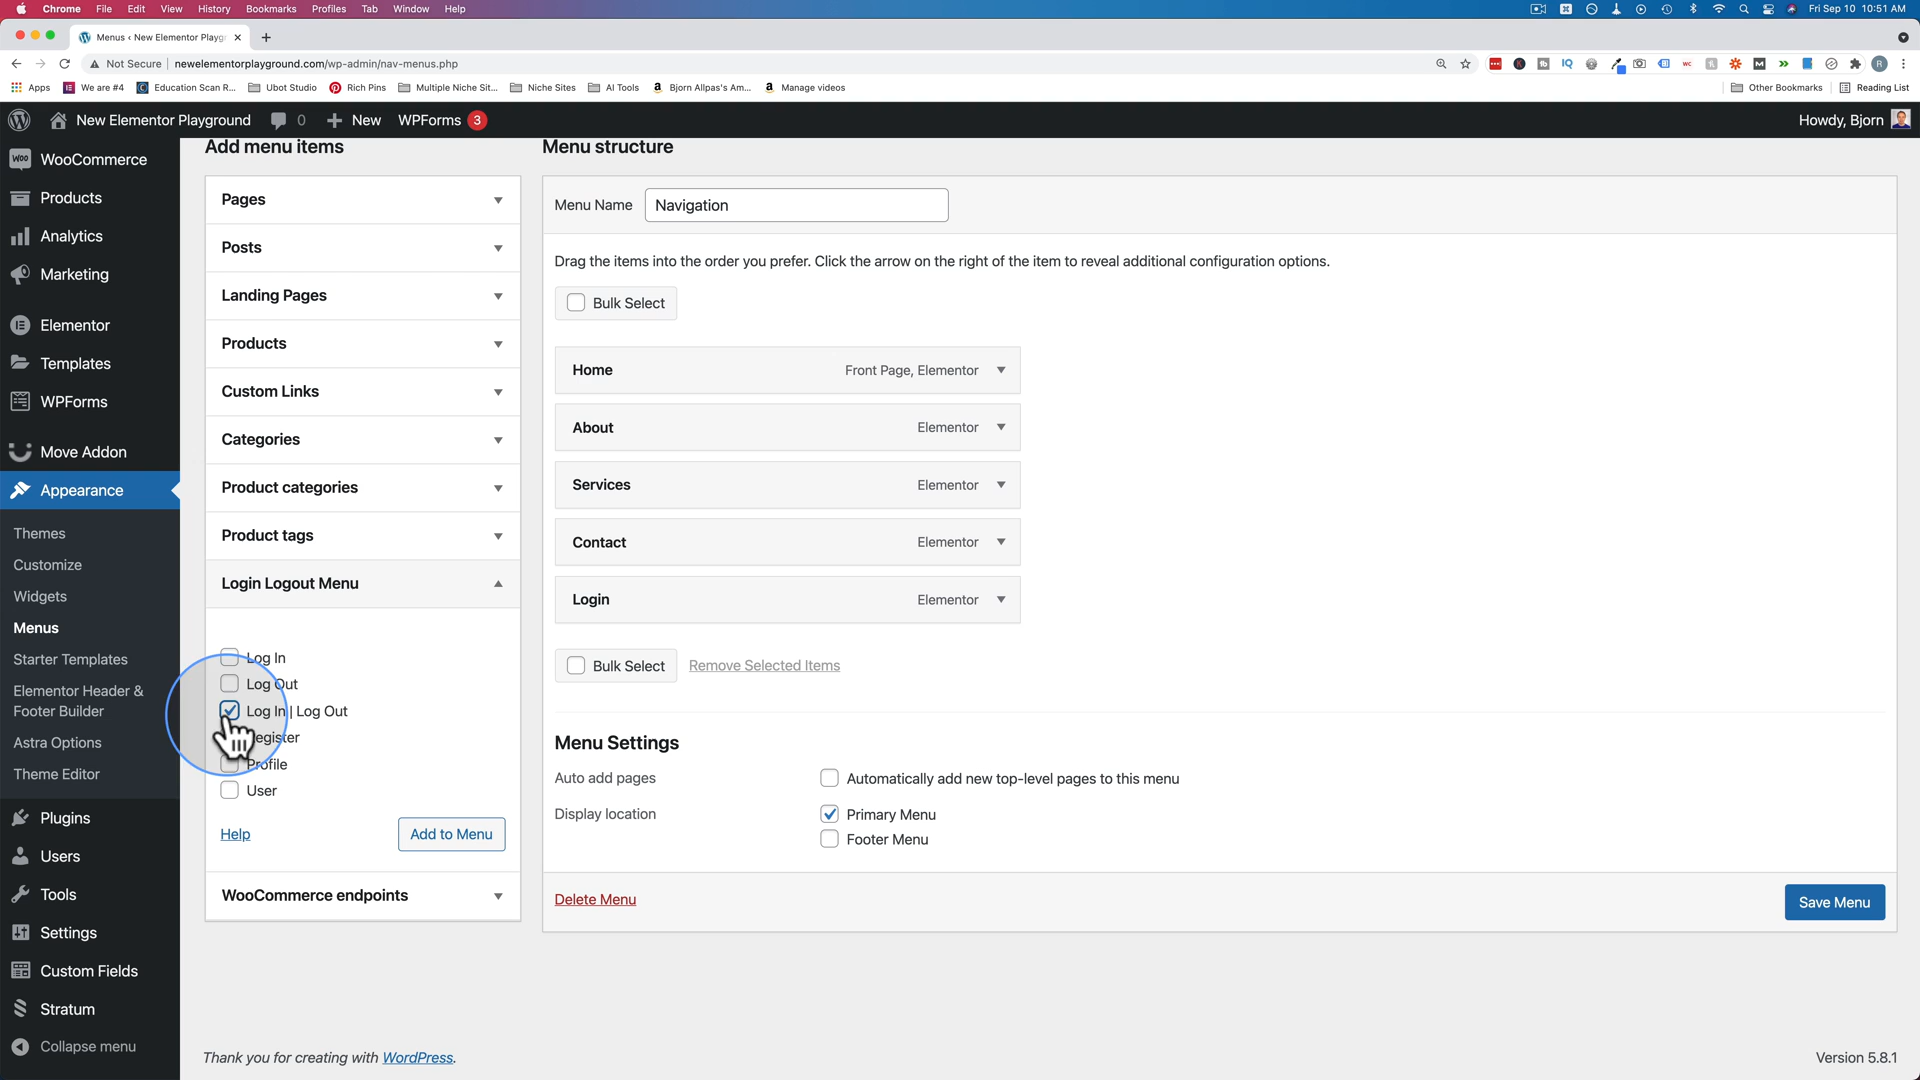 Chrome File Edit View History Bookmarks Profiles Tab Window Help
Fri Sep 10 10:51 AM
Menus < New Elementor Playgr
Not Secure newelementorplayground.com/wp-admin/nav-menus.php
Apps We are #4 Education Scan R... Ubot Studio Rich Pins Multiple Niche Sit... Niche Sites AI Tools Bjorn Allpas's Am... Manage videos Other Bookmarks Reading List
New Elementor Playground 0 New WPForms 3 Howdy, Bjorn
WooCommerce
Products
Analytics
Marketing
Elementor
Templates
WPForms
Move Addon
Appearance
Themes
Customize
Widgets
Menus
Starter Templates
Elementor Header &
Footer Builder
Astra Options
Theme Editor
Plugins
Users
Tools
Settings
Custom Fields
Stratum
Collapse menu
Add menu items
Pages
Posts
Landing Pages
Products
Custom Links
Categories
Product categories
Product tags
Login Logout Menu
Log In
Log Out
Log In | Log Out
egister
Profile
User
Help Add to Menu
WooCommerce endpoints
Menu structure
Menu Name Navigation
Drag the items into the order you prefer. Click the arrow on the right of the item to reveal additional configuration options.
Bulk Select
Home Front Page, Elementor
About Elementor
Services Elementor
Contact Elementor
Login Elementor
Bulk Select Remove Selected Items
Menu Settings
Auto add pages Automatically add new top-level pages to this menu
Display location Primary Menu
Footer Menu
Delete Menu Save Menu
Thank you for creating with WordPress. Version 5.8.1